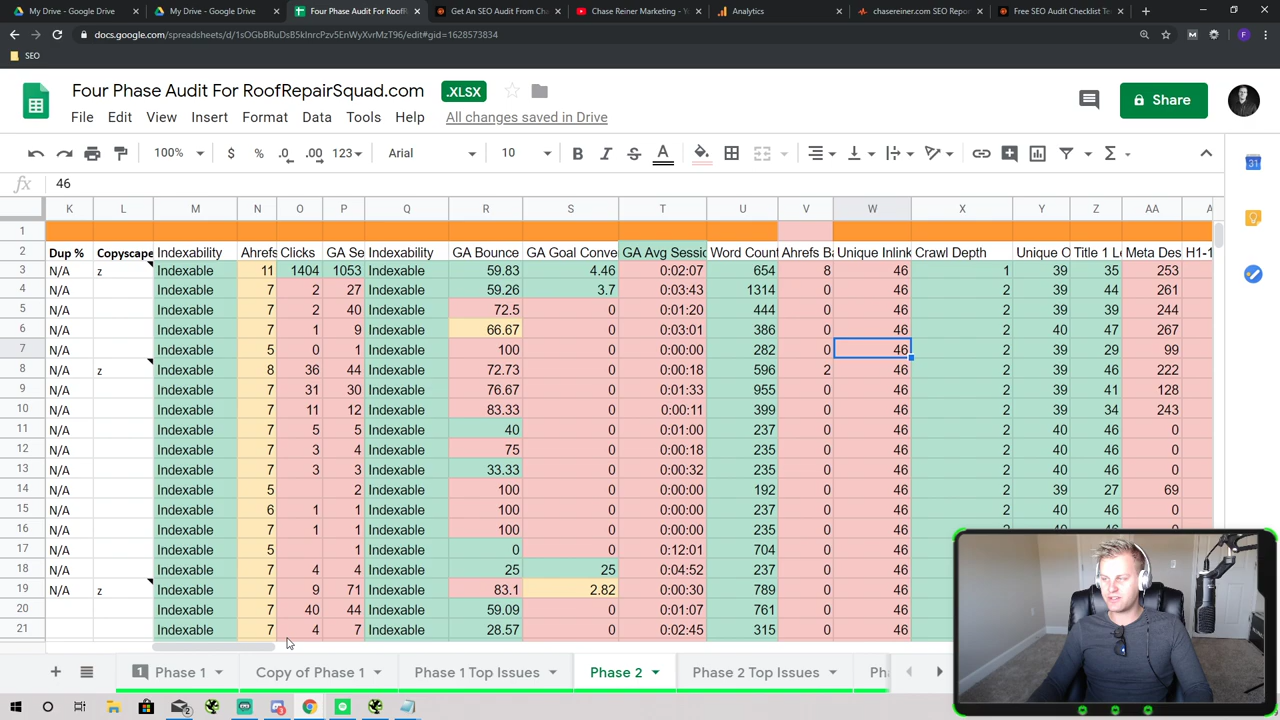 My Drive - Google Drive
My Drive - Google Drive
Four Phase Audit For RoofR
Get An SEO Audit From Ch
Chase Reiner Marketing - Y
Analytics
chasereiner.com SEO Repo
Free SEO Audit Checklist Te
docs.google.com/spreadsheets/d/1sOGbBRuDsB5kInrcPzv5EnWyXvrMzT96/edit#gid=1628573834
SEO
Four Phase Audit For RoofRepairSquad.com .XLSX
File Edit View Insert Format Data Tools Help All changes saved in Drive
Share
100% $ % .0 .00 123 Arial 10 B I S A
fx 46
K L M N O P Q R S T U V W X Y Z AA A
1
2 Dup % Copyscape Indexability Ahrefs Clicks GA Se Indexability GA Boun GA Goal Conve GA Avg Sessi Word Coun Ahrefs Ba Unique Inlink Crawl Depth Unique O Title 1 Le Meta Des H1-1
3 N/A z Indexable 11 1404 1053 Indexable 59.83 4.46 0:02:07 654 8 46 1 39 35 253
4 N/A Indexable 7 2 27 Indexable 59.26 3.7 0:03:43 1314 0 46 2 39 44 261
5 N/A Indexable 7 2 40 Indexable 72.5 0 0:01:20 444 0 46 2 39 39 244
6 N/A Indexable 7 1 9 Indexable 66.67 0 0:03:01 386 0 46 2 40 47 267
7 N/A Indexable 5 0 1 Indexable 100 0 0:00:00 282 0 46 2 39 29 99
8 N/A z Indexable 8 36 44 Indexable 72.73 0 0:00:18 596 2 46 2 39 46 222
9 N/A Indexable 7 31 30 Indexable 76.67 0 0:01:33 955 0 46 2 39 41 128
10 N/A Indexable 7 11 12 Indexable 83.33 0 0:00:11 399 0 46 2 39 34 243
11 N/A Indexable 7 5 5 Indexable 40 0 0:01:00 237 0 46 2 40 46 0
12 N/A Indexable 7 3 4 Indexable 75 0 0:00:18 235 0 46 2 40 46 0
13 N/A Indexable 7 3 3 Indexable 33.33 0 0:00:32 235 0 46 2 40 46 0
14 N/A Indexable 5 2 Indexable 100 0 0:00:00 192 0 46 2 39 27 69
15 N/A Indexable 6 1 1 Indexable 100 0 0:00:00 237 0 46 2 40 46 0
16 N/A Indexable 7 1 1 Indexable 100 0 0:00:00 235 0 46 2 40 46 0
17 N/A Indexable 5 1 Indexable 0 0 0:12:01 704 0 46
18 N/A Indexable 7 4 4 Indexable 25 25 0:04:52 237 0 46
19 N/A z Indexable 7 9 71 Indexable 83.1 2.82 0:00:30 789 0 46
20 Indexable 7 40 44 Indexable 59.09 0 0:01:07 761 0 46
21 Indexable 7 4 7 Indexable 28.57 0 0:02:45 315 0 46
Phase 1 Copy of Phase 1 Phase 1 Top Issues Phase 2 Phase 2 Top Issues Ph